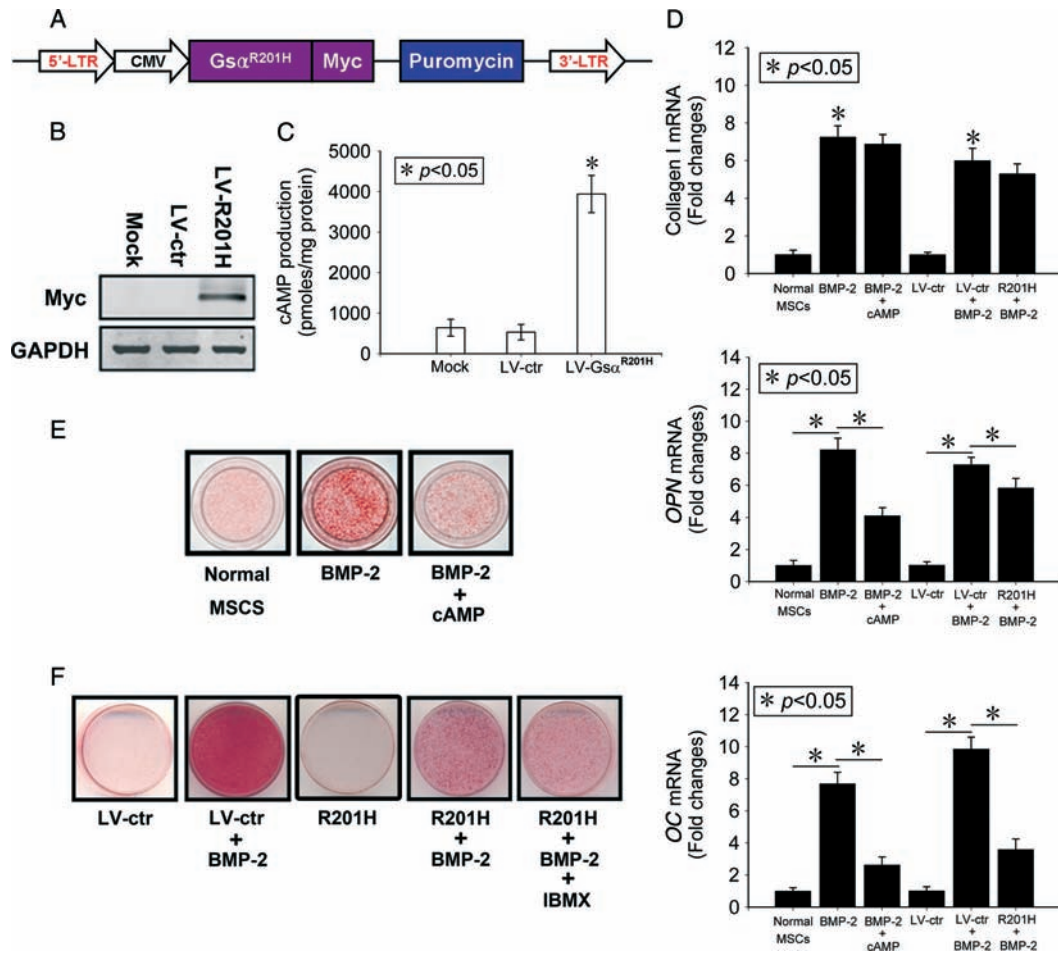 A
5'-LTR CMV GsαR201H Myc Puromycin 3'-LTR
B
Mock LV-ctr LV-R201H
Myc
GAPDH
C
* p<0.05
cAMP production
(pmoles/mg protein)
5000
4000
3000
2000
1000
0
*
Mock LV-ctr LV-GsαR201H
D
* p<0.05
Collagen I mRNA
(Fold changes)
12
10
8
6
4
2
0
* *
Normal MSCs BMP-2 BMP-2 + cAMP LV-ctr LV-ctr + BMP-2 R201H + BMP-2
* p<0.05
OPN mRNA
(Fold changes)
14
12
10
8
6
4
2
0
* * * *
Normal MSCs BMP-2 BMP-2 + cAMP LV-ctr LV-ctr + BMP-2 R201H + BMP-2
* p<0.05
OC mRNA
(Fold changes)
14
12
10
8
6
4
2
0
* * * *
Normal MSCs BMP-2 BMP-2 + cAMP LV-ctr LV-ctr + BMP-2 R201H + BMP-2
E
Normal MSCS BMP-2 BMP-2 + cAMP
F
LV-ctr LV-ctr + BMP-2 R201H R201H + BMP-2 R201H + BMP-2 + IBMX